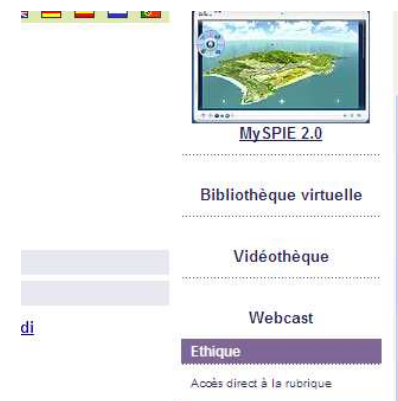 MySPIE 2.0
Bibliothèque virtuelle
Vidéothèque
Webcast
di
Ethique
Accès direct à la rubrique